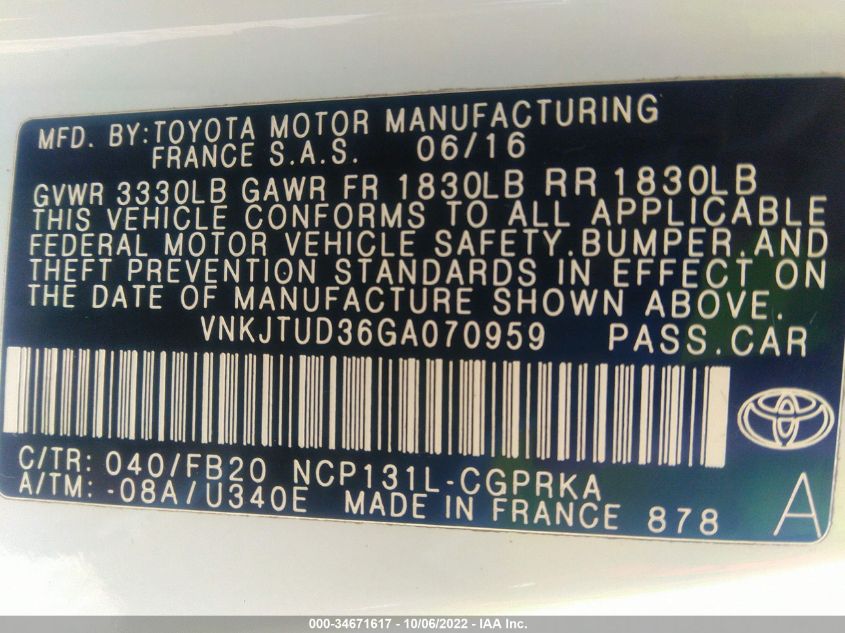 MFD. BY:TOYOTA MOTOR MANUFACTURING
FRANCE S.A.S. 06/16
GVWR 3330LB GAWR FR 1830LB RR 1830LB
THIS VEHICLE CONFORMS TO ALL APPLICABLE
FEDERAL MOTOR VEHICLE SAFETY,BUMPER,AND
THEFT PREVENTION STANDARDS IN EFFECT ON
THE DATE OF MANUFACTURE SHOWN ABOVE.
VNKJTUD36GA070959 PASS.CAR
C/TR: 040/FB20 NCP131L-CGPRKA
A/TM: -08A/U340E MADE IN FRANCE 878 A
000-34671617 - 10/06/2022 - IAA Inc.